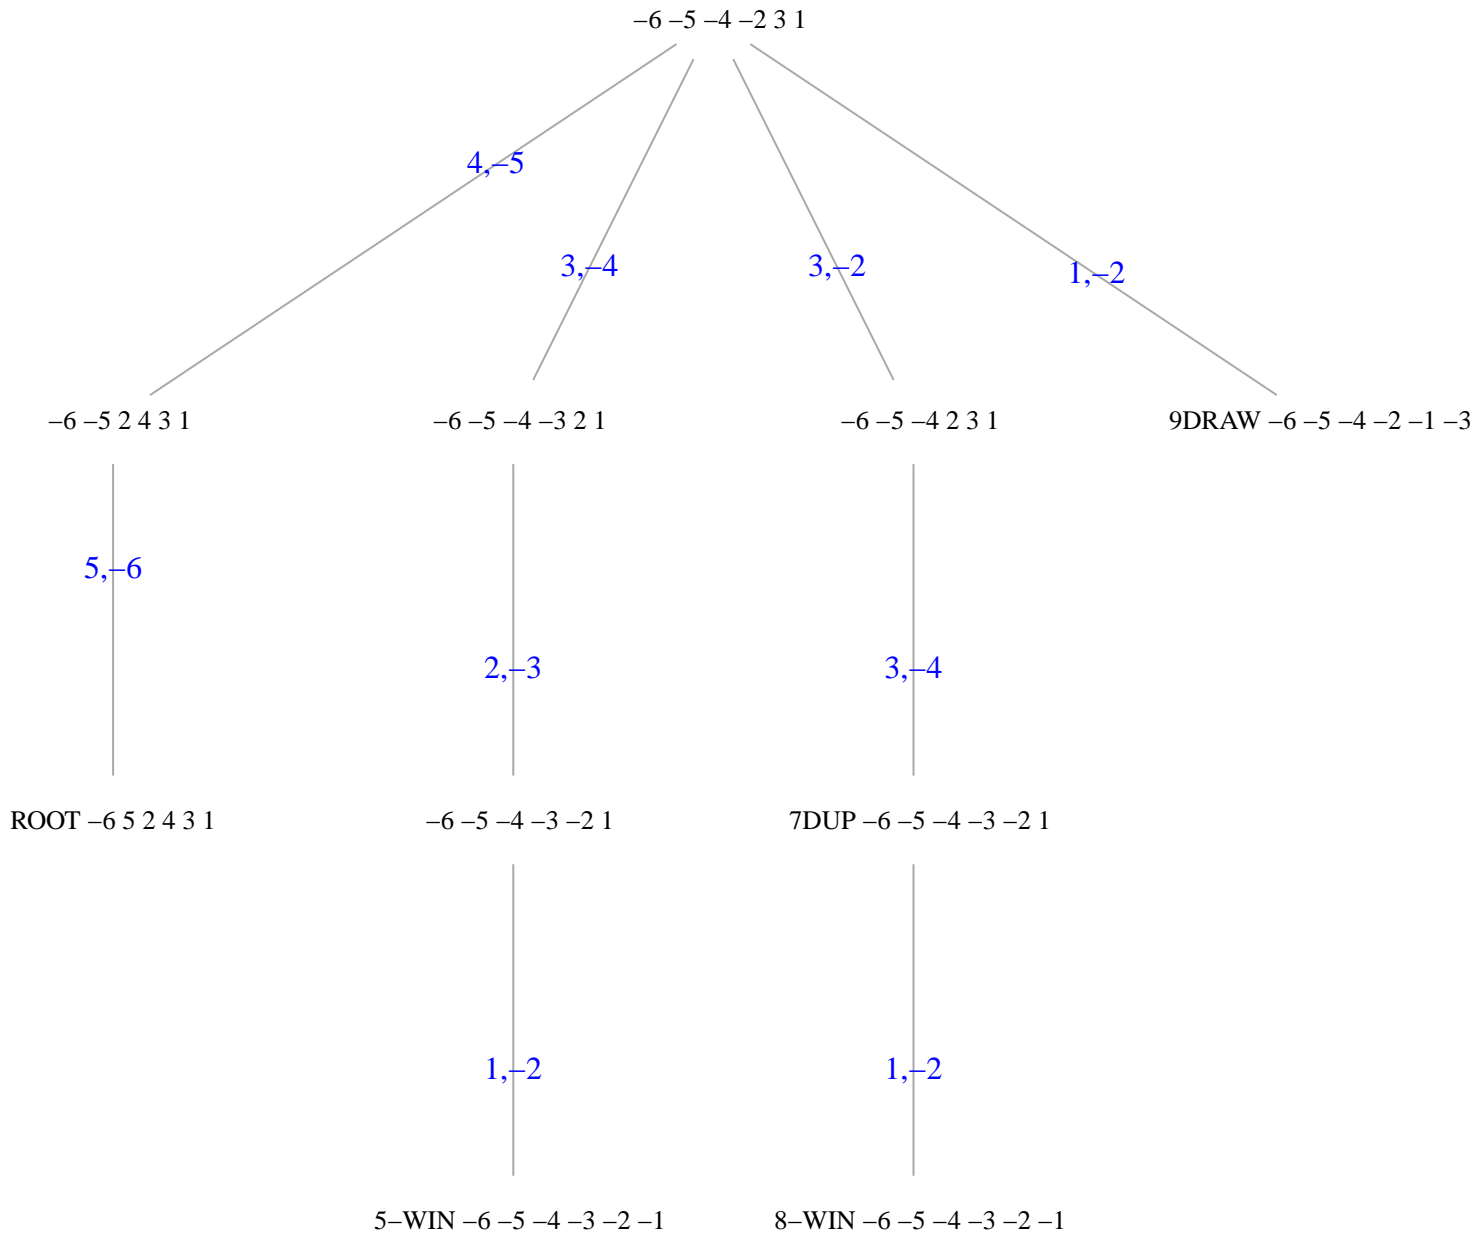 –6 –5 –4 –2 3 1
4,–5
3,–4
3,–2
1,–2
–6 –5 2 4 3 1
–6 –5 –4 –3 2 1
–6 –5 –4 2 3 1
9DRAW –6 –5 –4 –2 –1 –3
5,–6
2,–3
3,–4
ROOT –6 5 2 4 3 1
–6 –5 –4 –3 –2 1
7DUP –6 –5 –4 –3 –2 1
1,–2
1,–2
5–WIN –6 –5 –4 –3 –2 –1
8–WIN –6 –5 –4 –3 –2 –1